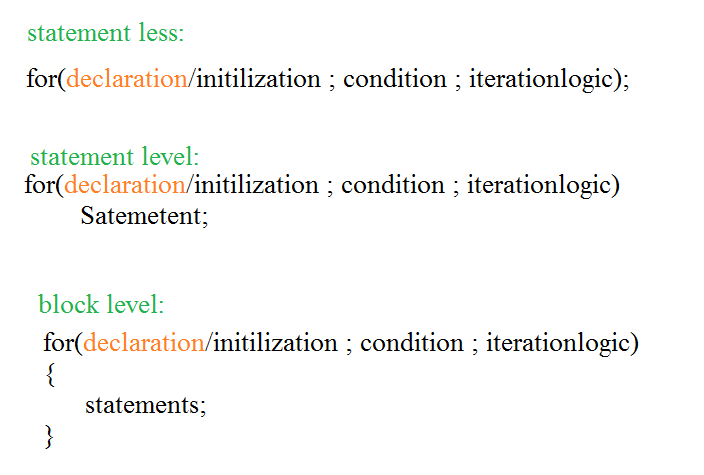 statement less:
for(declaration/initilization ; condition ; iterationlogic);
statement level:
for(declaration/initilization ; condition ; iterationlogic)
Satemetent;
block level:
for(declaration/initilization ; condition ; iterationlogic)
{
statements;
}